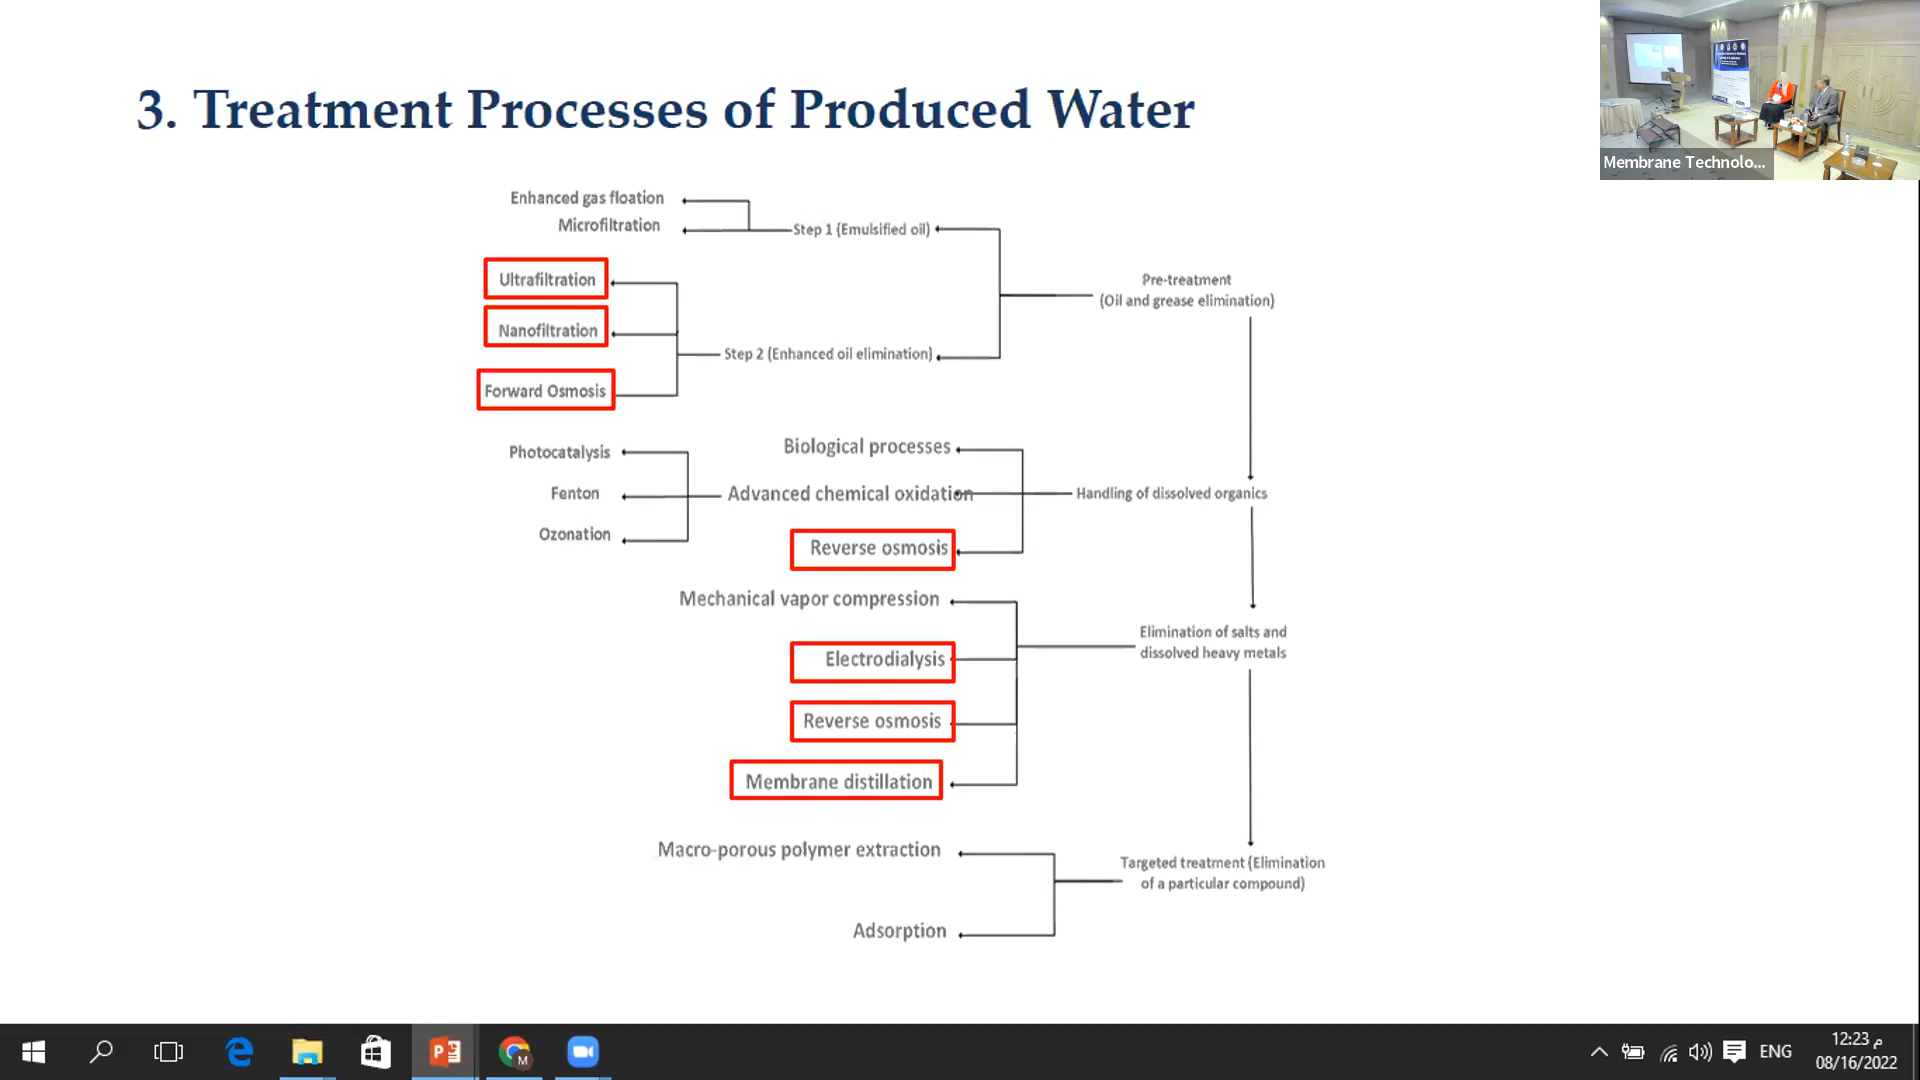 3. Treatment Processes of Produced Water
Membrane Technolo...
Enhanced gas floation
Microfiltration
Step 1 (Emulsified oil)
Ultrafiltration
Nanofiltration
Forward Osmosis
Step 2 (Enhanced oil elimination)
Pre-treatment
(Oil and grease elimination)
Photocatalysis
Fenton
Ozonation
Biological processes
Advanced chemical oxidation
Reverse osmosis
Handling of dissolved organics
Mechanical vapor compression
Electrodialysis
Reverse osmosis
Membrane distillation
Elimination of salts and
dissolved heavy metals
Macro-porous polymer extraction
Adsorption
Targeted treatment (Elimination
of a particular compound)
ENG
12:23 م
08/16/2022